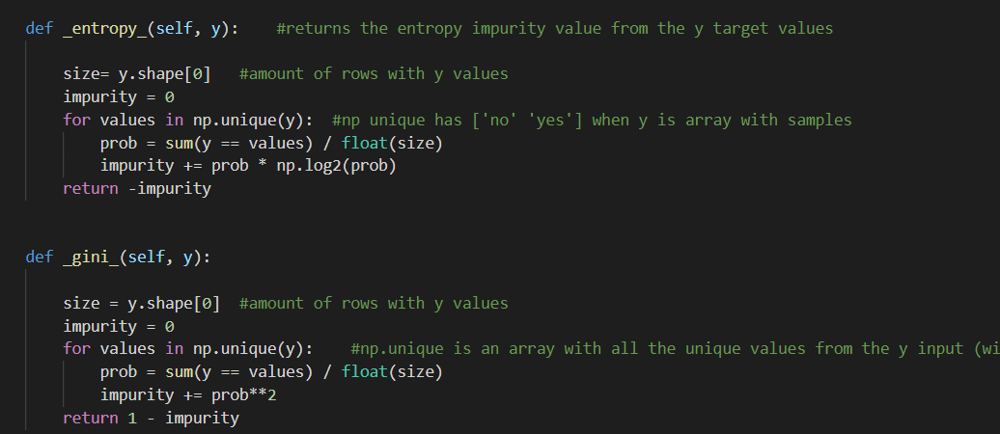 def _entropy_(self, y):    #returns the entropy impurity value from the y target values
size= y.shape[0]   #amount of rows with y values
impurity = 0
for values in np.unique(y):  #np unique has ['no' 'yes'] when y is array with samples
prob = sum(y == values) / float(size)
impurity += prob * np.log2(prob)
return -impurity
def _gini_(self, y):
size = y.shape[0]  #amount of rows with y values
impurity = 0
for values in np.unique(y):    #np.unique is an array with all the unique values from the y input (wi
prob = sum(y == values) / float(size)
impurity += prob**2
return 1 - impurity